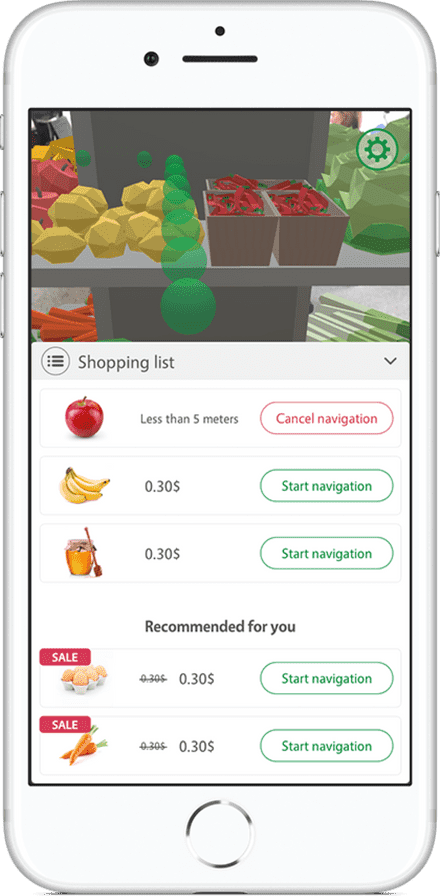 Shopping list
Less than 5 meters
Cancel navigation
0.30$
Start navigation
0.30$
Start navigation
Recommended for you
SALE
0.30$ 0.30$
Start navigation
SALE
0.30$ 0.30$
Start navigation